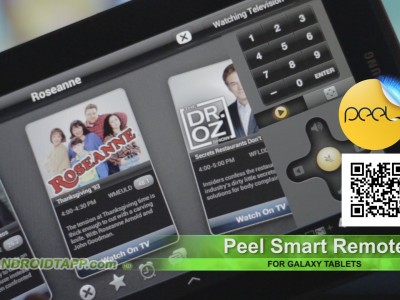 Watching Television
Roseanne
SAMSUNG
1 2 3
4 5 6
7 8 9
- 0 ENTER
ROSEANNE
Thanksgiving '93
4:00-4:30 PM
WMEULD
The tension at Thanksgiving time is
thick enough to cut with a carving
knife. With Roseanne Arnold and
John Goodman.
Watch On TV
THE
DR.
OZ
SHOW
Secrets Restaurants Don't
4:00-5:00 PM
WFLD
Insiders confess the restaurant
industry's dirty little secrets
solutions for body
Watch On TV
peel
Peel Smart Remote
FOR GALAXY TABLETS
ANDROIDTAPP.com